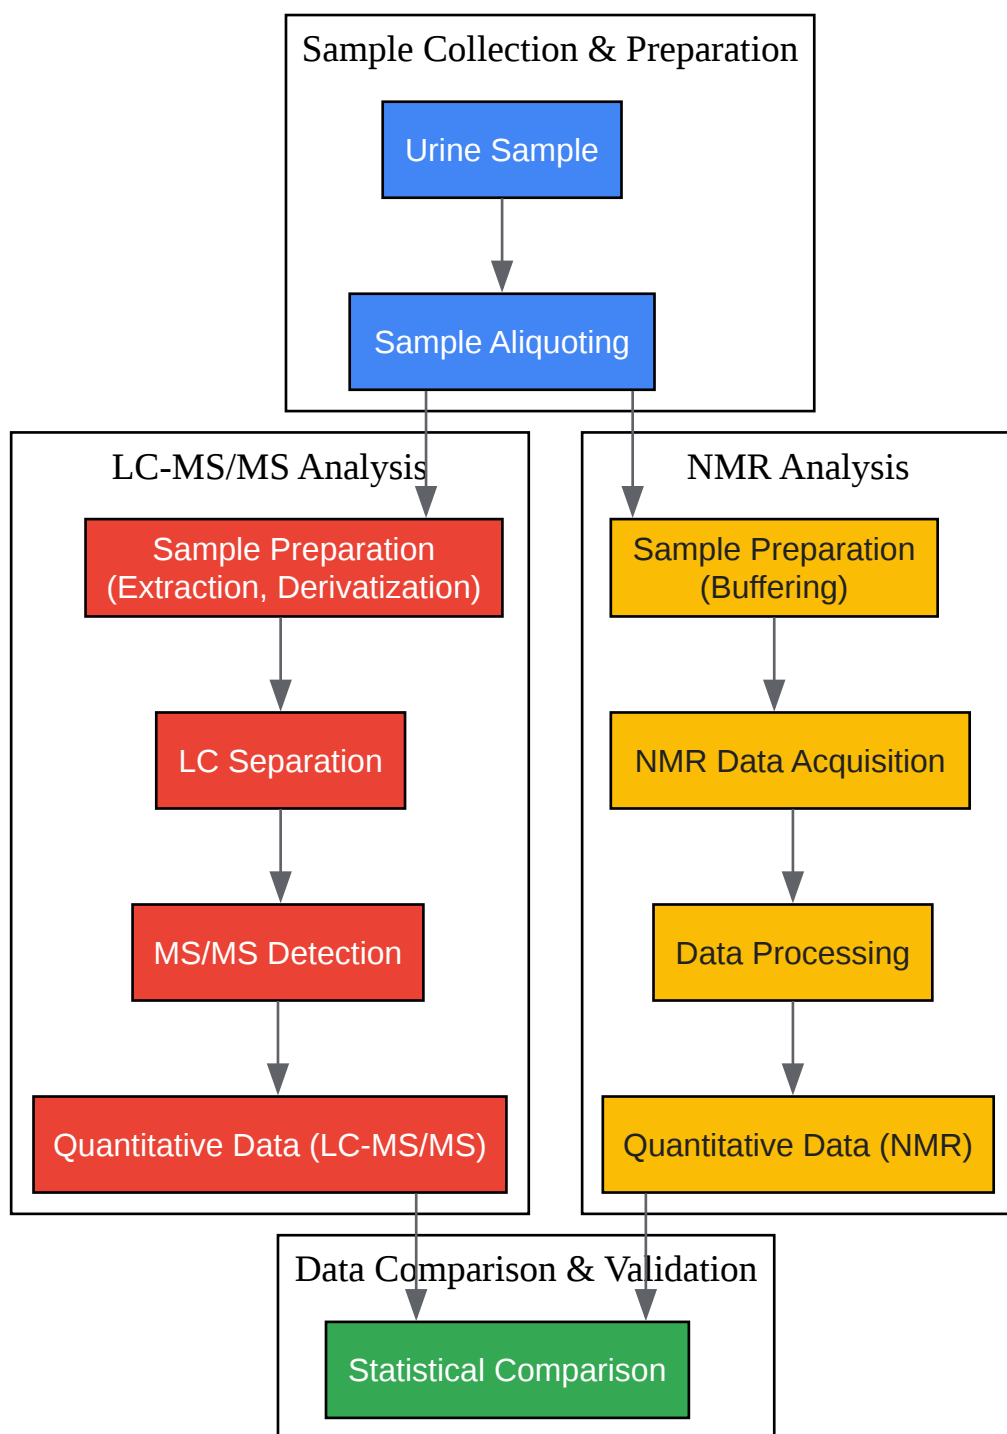 Sample Collection & Preparation
Urine Sample
Sample Aliquoting
LC-MS/MS Analysis
Sample Preparation
(Extraction, Derivatization)
LC Separation
MS/MS Detection
Quantitative Data (LC-MS/MS)
NMR Analysis
Sample Preparation
(Buffering)
NMR Data Acquisition
Data Processing
Quantitative Data (NMR)
Data Comparison & Validation
Statistical Comparison